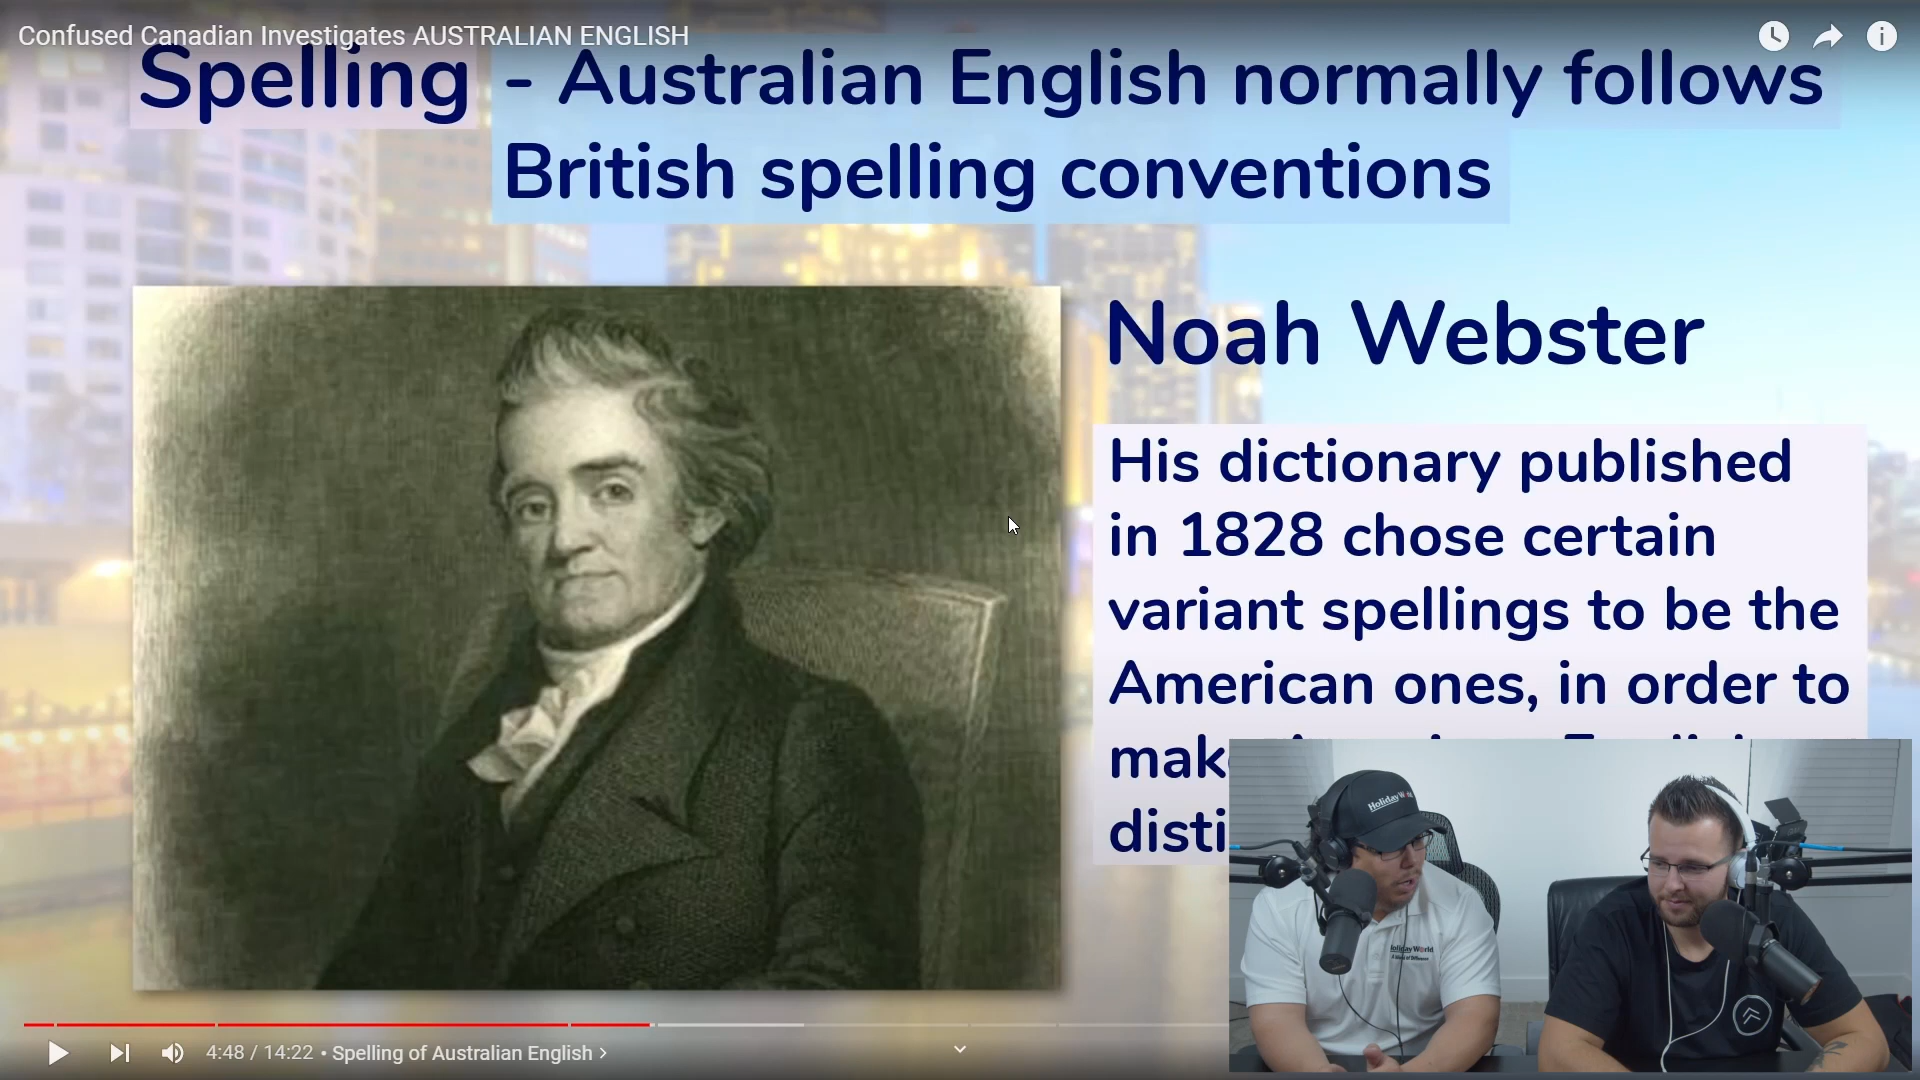 Confused Canadian Investigates AUSTRALIAN ENGLISH
Spelling - Australian English normally follows
British spelling conventions
Noah Webster
His dictionary published
in 1828 chose certain
variant spellings to be the
American ones, in order to
Holiday World
Holiday World
4:48 / 14:22 • Spelling of Australian English >